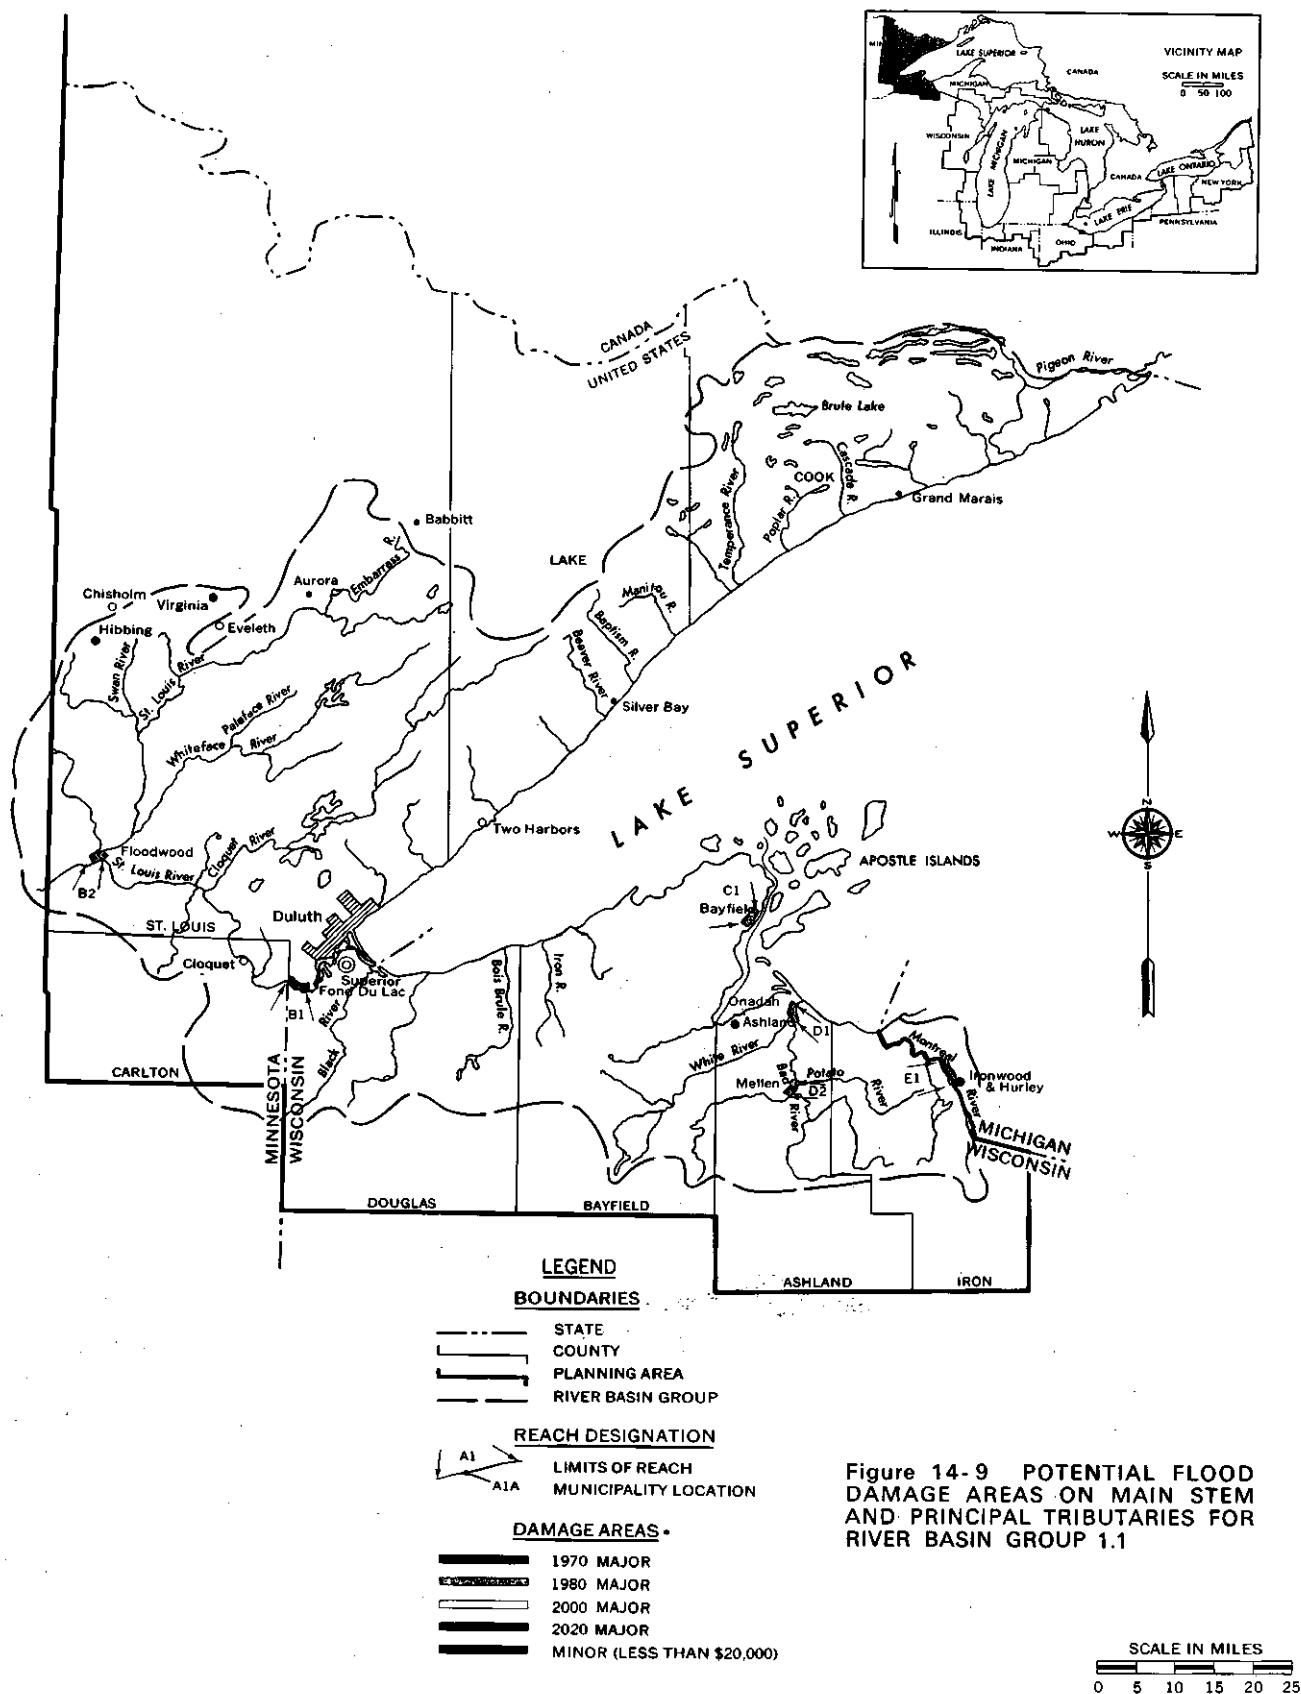 MIN
LAKE SUPERIOR
VICINITY MAP
CANADA
SCALE IN MILES
0 50 100
MICHIGAN
WISCONSIN
LAKE MICHIGAN
LAKE
HURON
MICHIGAN
CANADA
LAKE ONTARIO
NEW YORK
LAKE ERIE
PENNSYLVANIA
ILLINOIS
INDIANA
OHIO
CANADA
UNITED STATES
Pigeon River
Brule Lake
Cascade R.
COOK
Temperance River
Poplar R.
Grand Marais
Babbitt
LAKE
Embarrass R.
Aurora
Chisholm
Virginia
Manitou R.
Hibbing
Eveleth
Baptism R.
Beaver River
Swan River
St. Louis River
Silver Bay
Paleface River
Whiteface River
LAKE SUPERIOR
Two Harbors
Floodwood
Cloquet River
St. Louis River
B2
APOSTLE ISLANDS
C1
Bayfield
Duluth
ST. LOUIS
Cloquet
Superior
Fond Du Lac
B1
Black River
Bois Brule R.
Iron R.
Onadah
Ashland
D1
White River
Montreal River
E1
Ironwood
& Hurley
Mellen
Bad River
Potato River
D2
CARLTON
MINNESOTA
WISCONSIN
MICHIGAN
WISCONSIN
DOUGLAS
BAYFIELD
ASHLAND
IRON
N
W
E
S
LEGEND
BOUNDARIES
STATE
COUNTY
PLANNING AREA
RIVER BASIN GROUP
REACH DESIGNATION
A1
LIMITS OF REACH
A1A
MUNICIPALITY LOCATION
DAMAGE AREAS
1970 MAJOR
1980 MAJOR
2000 MAJOR
2020 MAJOR
MINOR (LESS THAN $20,000)
Figure 14-9 POTENTIAL FLOOD
DAMAGE AREAS ON MAIN STEM
AND PRINCIPAL TRIBUTARIES FOR
RIVER BASIN GROUP 1.1
SCALE IN MILES
0 5 10 15 20 25